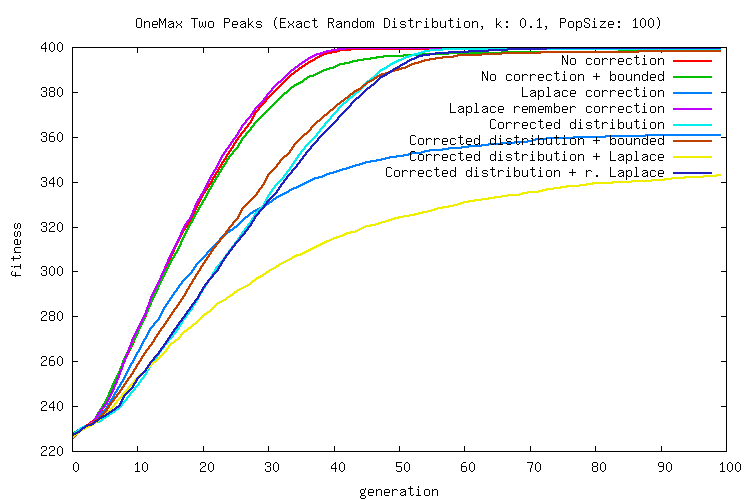 OneMax Two Peaks (Exact Random Distribution, k: 0.1, PopSize: 100)
400
380
360
340
320
300
280
260
240
220
fitness
No correction
No correction + bounded
Laplace correction
Laplace remember correction
Corrected distribution
Corrected distribution + bounded
Corrected distribution + Laplace
Corrected distribution + r. Laplace
0 10 20 30 40 50 60 70 80 90 100
generation